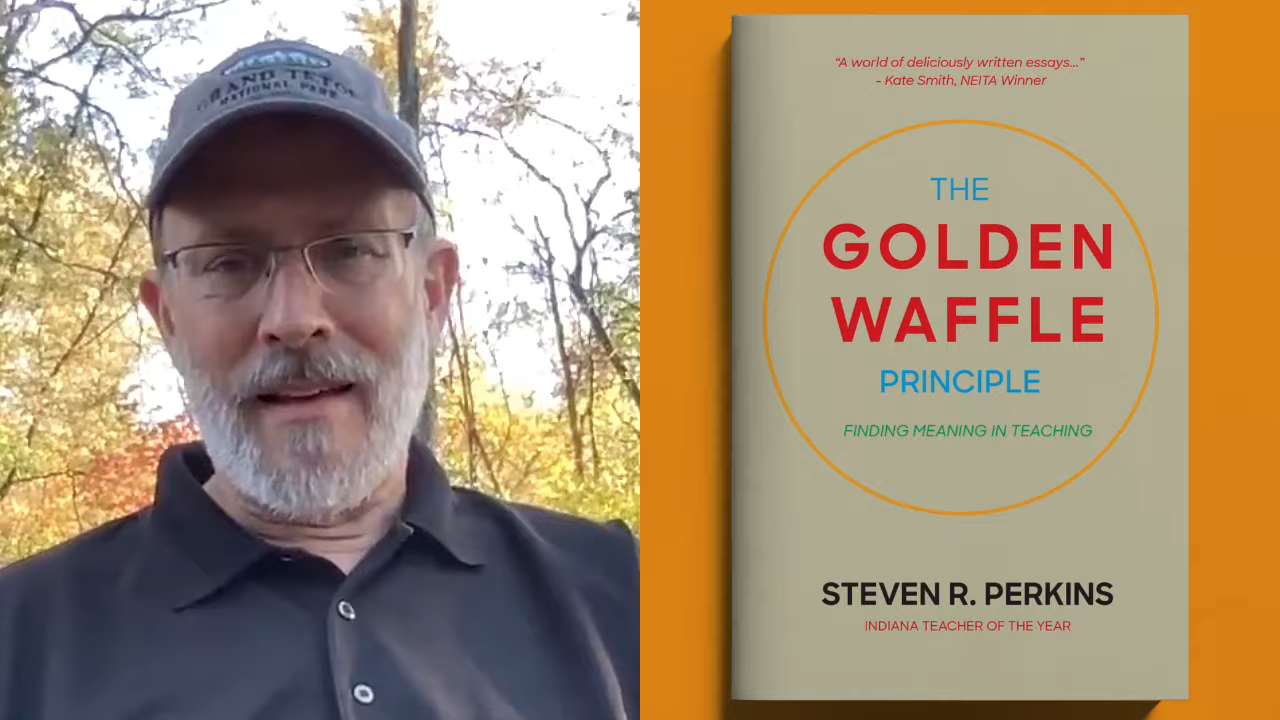 GRAND TETON
NATIONAL PARK
"A world of deliciously written essays..."
- Kate Smith, NEITA Winner
THE
GOLDEN
WAFFLE
PRINCIPLE
FINDING MEANING IN TEACHING
STEVEN R. PERKINS
INDIANA TEACHER OF THE YEAR